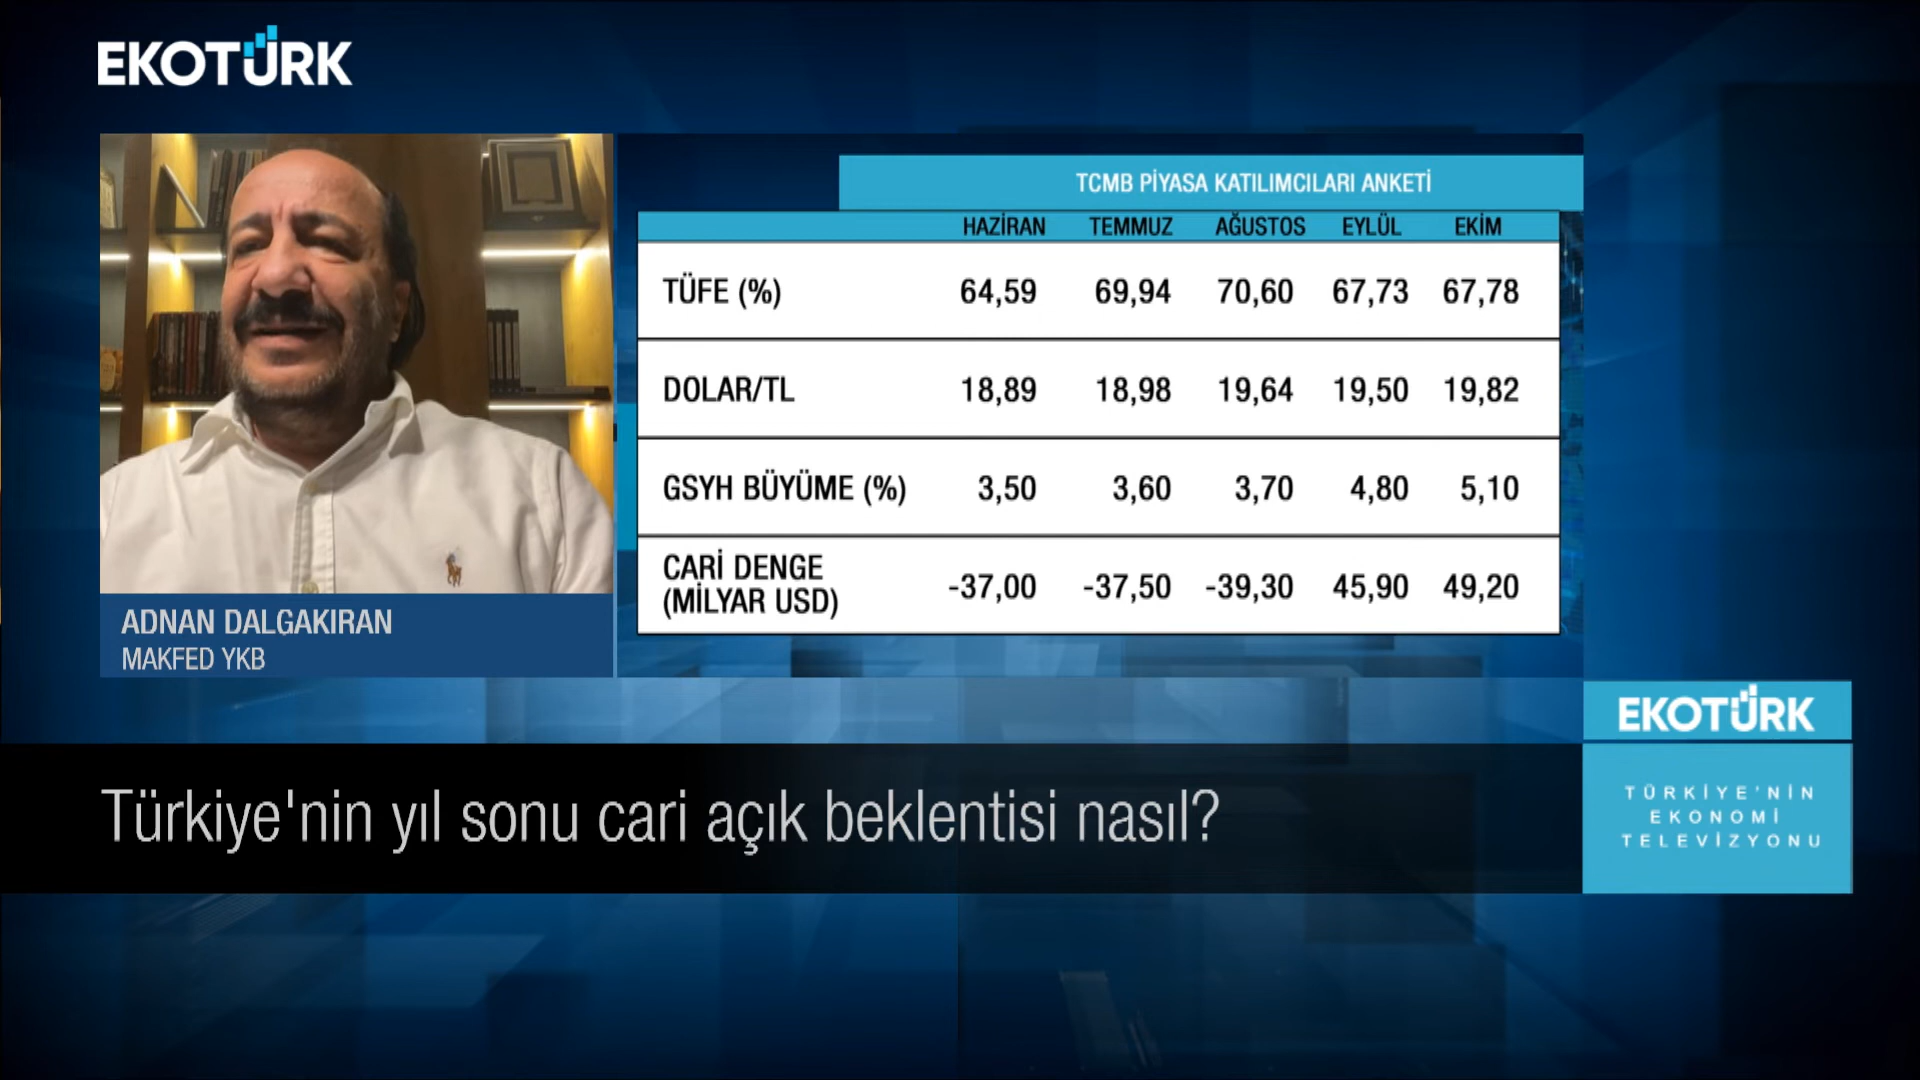 EKOTÜRK
TCMB PİYASA KATILIMCILARI ANKETİ
HAZİRAN TEMMUZ AĞUSTOS EYLÜL EKİM
TÜFE (%) 64,59 69,94 70,60 67,73 67,78
DOLAR/TL 18,89 18,98 19,64 19,50 19,82
GSYH BÜYÜME (%) 3,50 3,60 3,70 4,80 5,10
CARİ DENGE
(MİLYAR USD) -37,00 -37,50 -39,30 45,90 49,20
ADNAN DALGAKIRAN
MAKFED YKB
EKOTÜRK
Türkiye'nin yıl sonu cari açık beklentisi nasıl?
TÜRKİYE'NİN
EKONOMİ
TELEVİZYONU